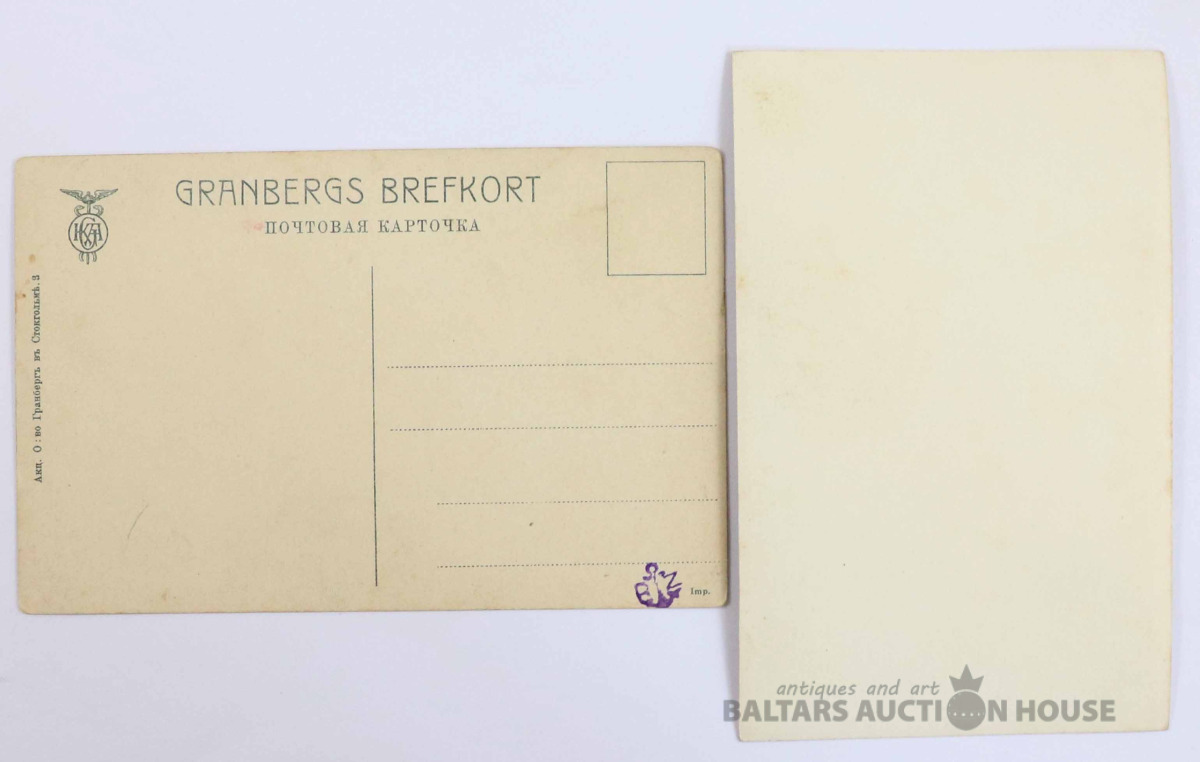 GRANBERGS BREFKORT
ПОЧТОВАЯ КАРТОЧКА
Акц. О: во Гранбергъ въ Стокгольмѣ. 3
Imp.
antiques and art
BALTARS AUCTION HOUSE